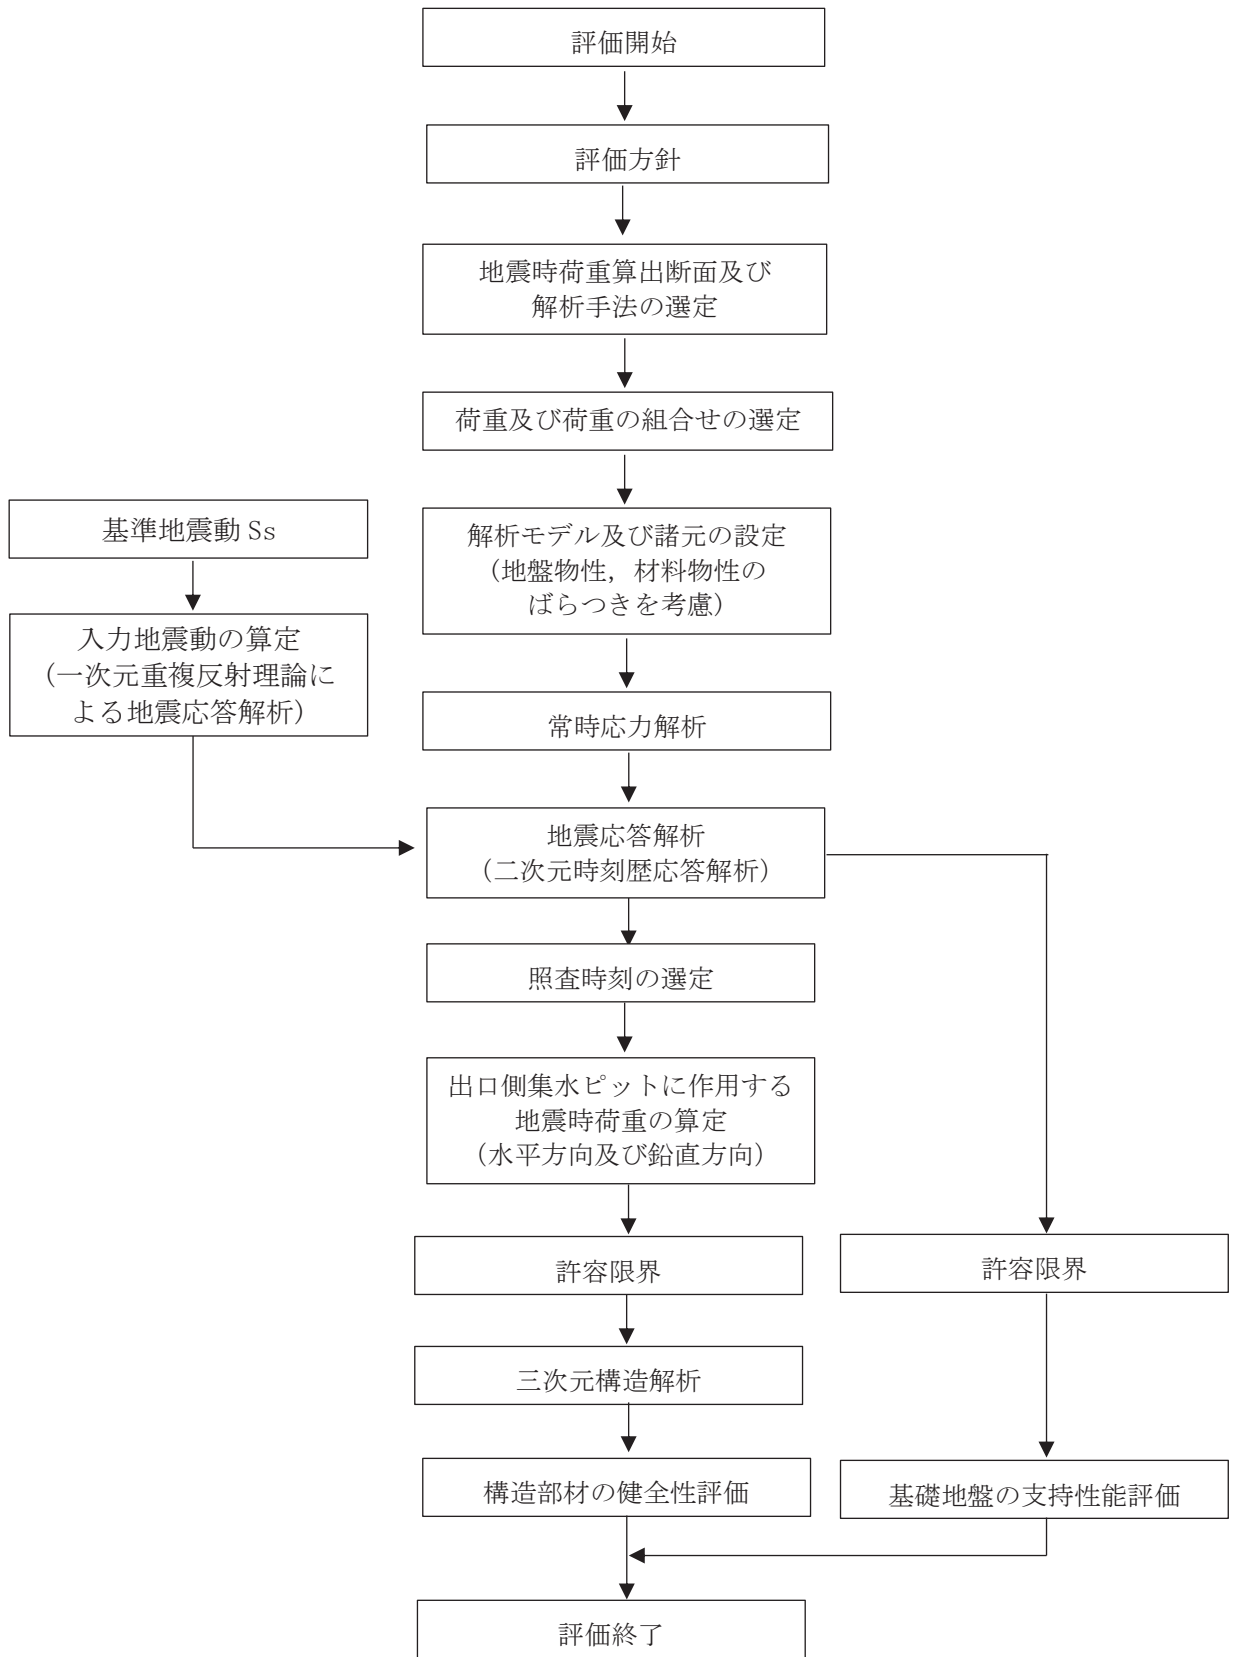 評価開始
評価方針
地震時荷重算出断面及び
解析手法の選定
荷重及び荷重の組合せの選定
基準地震動 Ss
解析モデル及び諸元の設定
（地盤物性，材料物性の
ばらつきを考慮）
入力地震動の算定
（一次元重複反射理論に
よる地震応答解析）
常時応力解析
地震応答解析
（二次元時刻歴応答解析）
照査時刻の選定
出口側集水ピットに作用する
地震時荷重の算定
（水平方向及び鉛直方向）
許容限界
許容限界
三次元構造解析
構造部材の健全性評価
基礎地盤の支持性能評価
評価終了